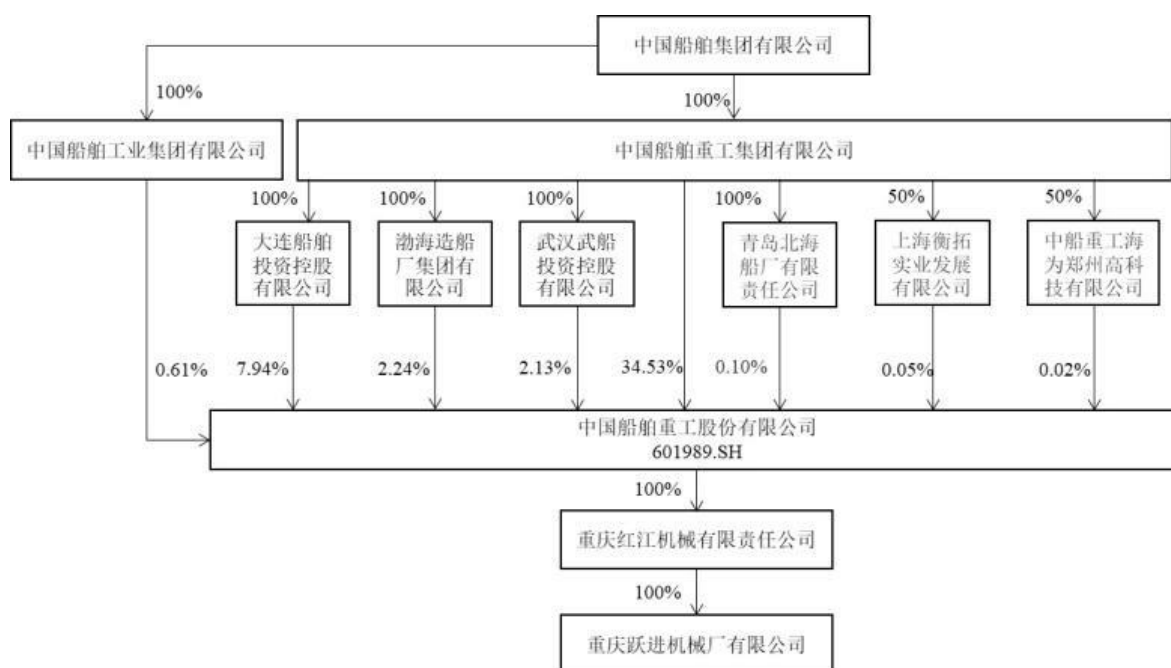 中国船舶集团有限公司
100%
100%
中国船舶工业集团有限公司
中国船舶重工集团有限公司
100%
100%
100%
100%
50%
50%
大连船舶
投资控股
有限公司
渤海造船
厂集团有
限公司
武汉武船
投资控股
有限公司
青岛北海
船厂有限
责任公司
上海衡拓
实业发展
有限公司
中船重工海
为郑州高科
技有限公司
0.61%
7.94%
2.24%
2.13%
34.53%
0.10%
0.05%
0.02%
中国船舶重工股份有限公司
601989.SH
100%
重庆红江机械有限责任公司
100%
重庆跃进机械厂有限公司